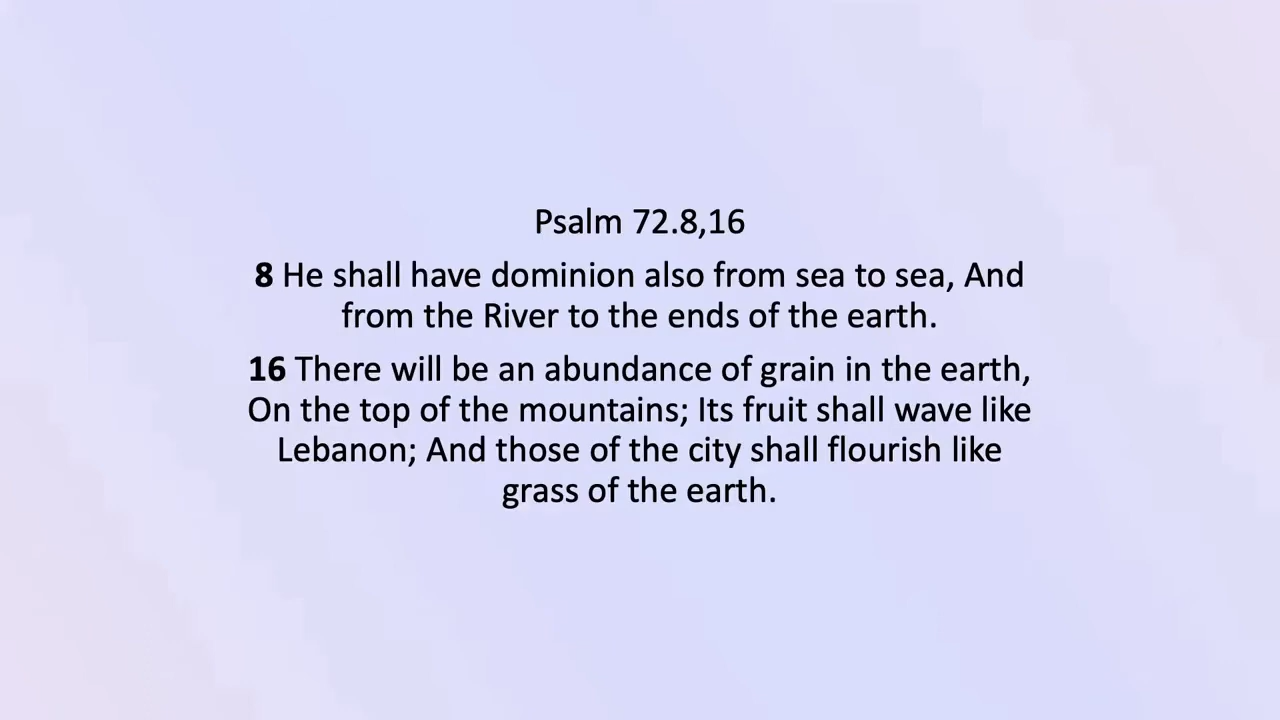 Psalm 72.8,16
8 He shall have dominion also from sea to sea, And
from the River to the ends of the earth.
16 There will be an abundance of grain in the earth,
On the top of the mountains; Its fruit shall wave like
Lebanon; And those of the city shall flourish like
grass of the earth.